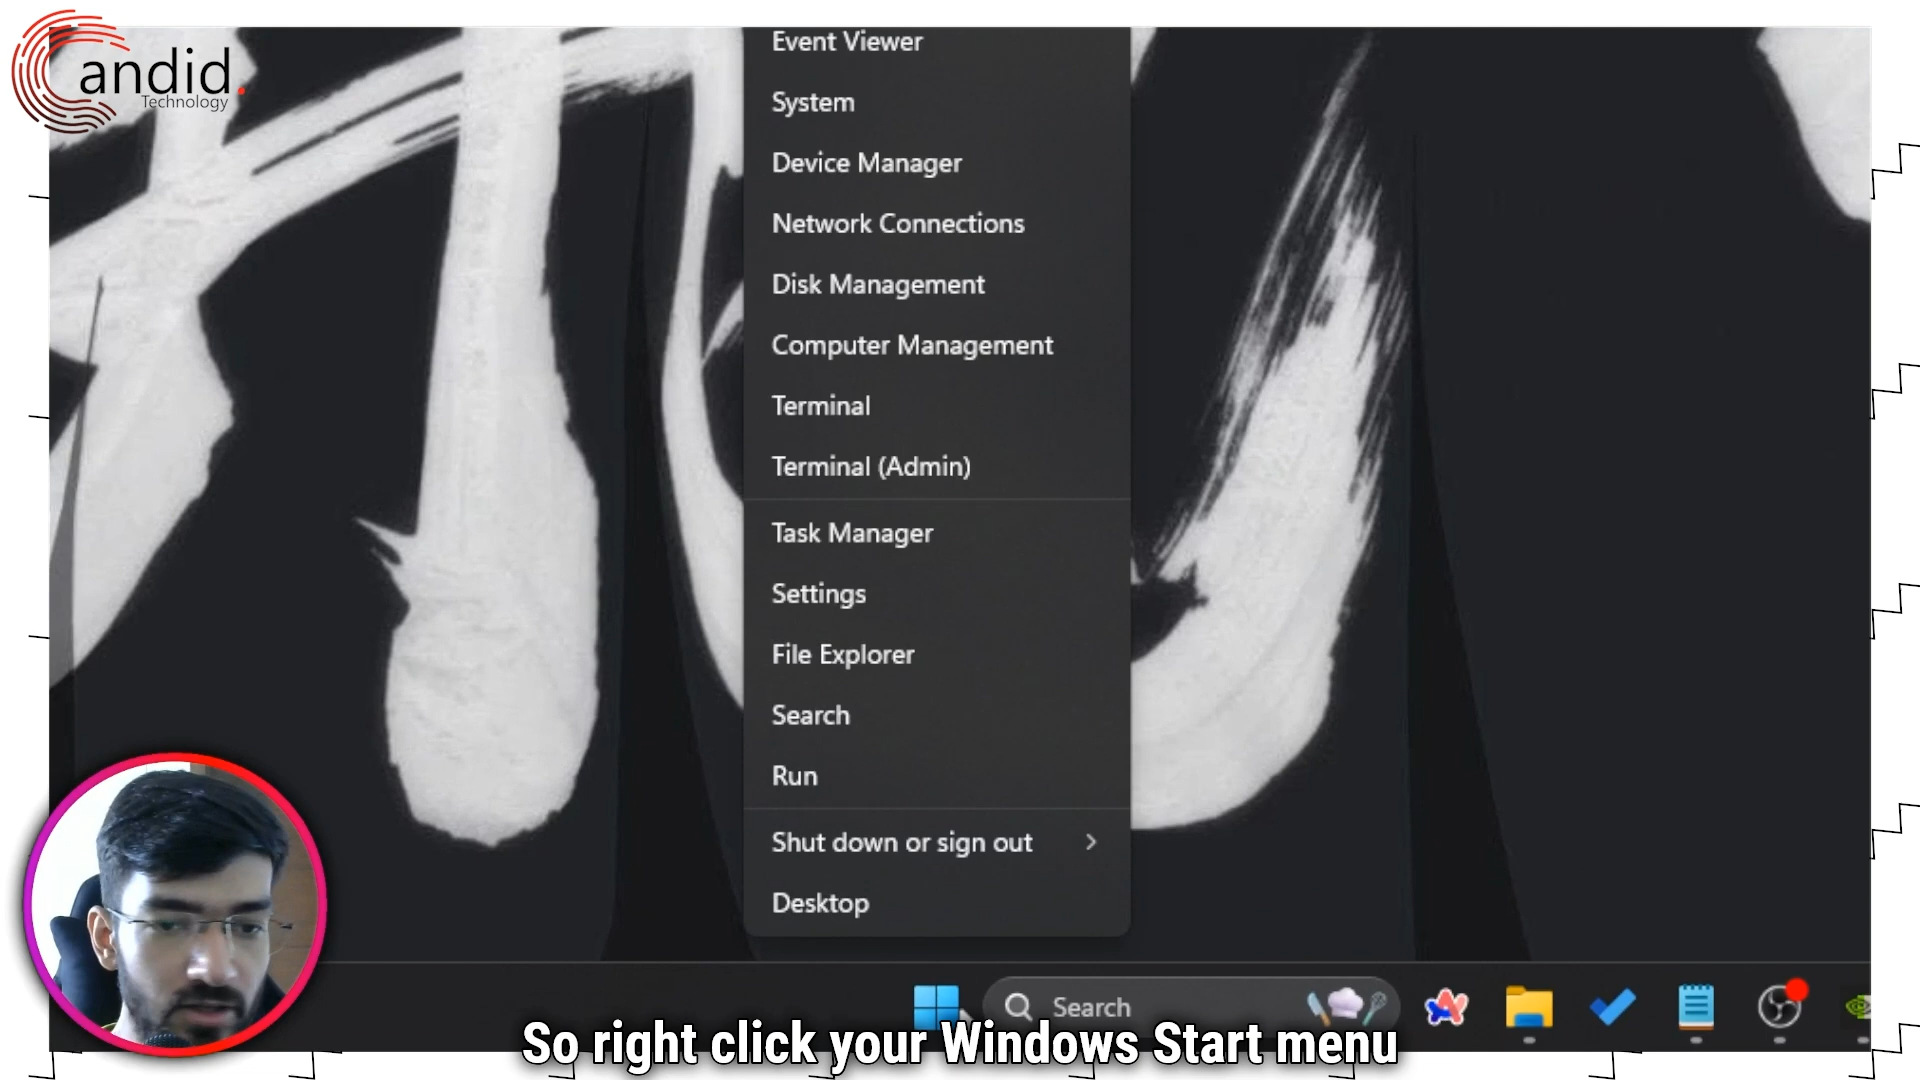 Candid.
Technology
Event Viewer
System
Device Manager
Network Connections
Disk Management
Computer Management
Terminal
Terminal (Admin)
Task Manager
Settings
File Explorer
Search
Run
Shut down or sign out
Desktop
Search
So right click your Windows Start menu